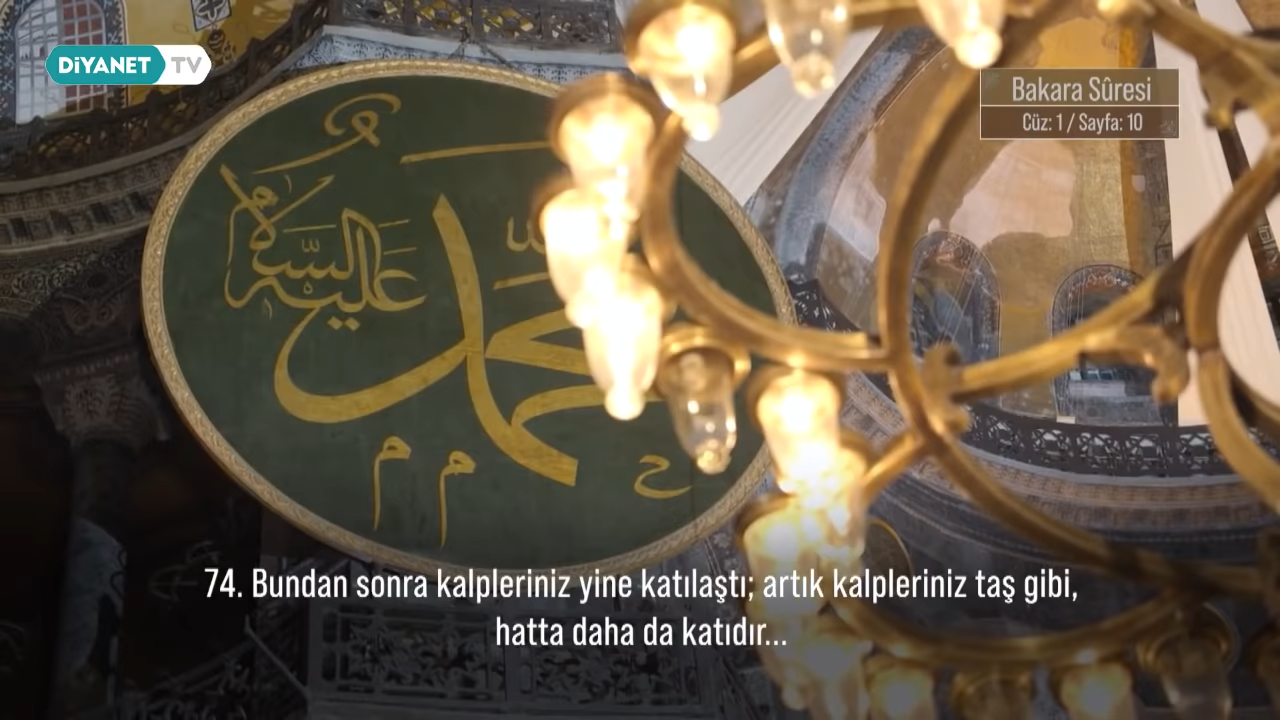 DİYANET TV
Bakara Sûresi
Cüz: 1 / Sayfa: 10
محمد
عليه السلام
74. Bundan sonra kalpleriniz yine katılaştı; artık kalpleriniz taş gibi,
hatta daha da katıdır...